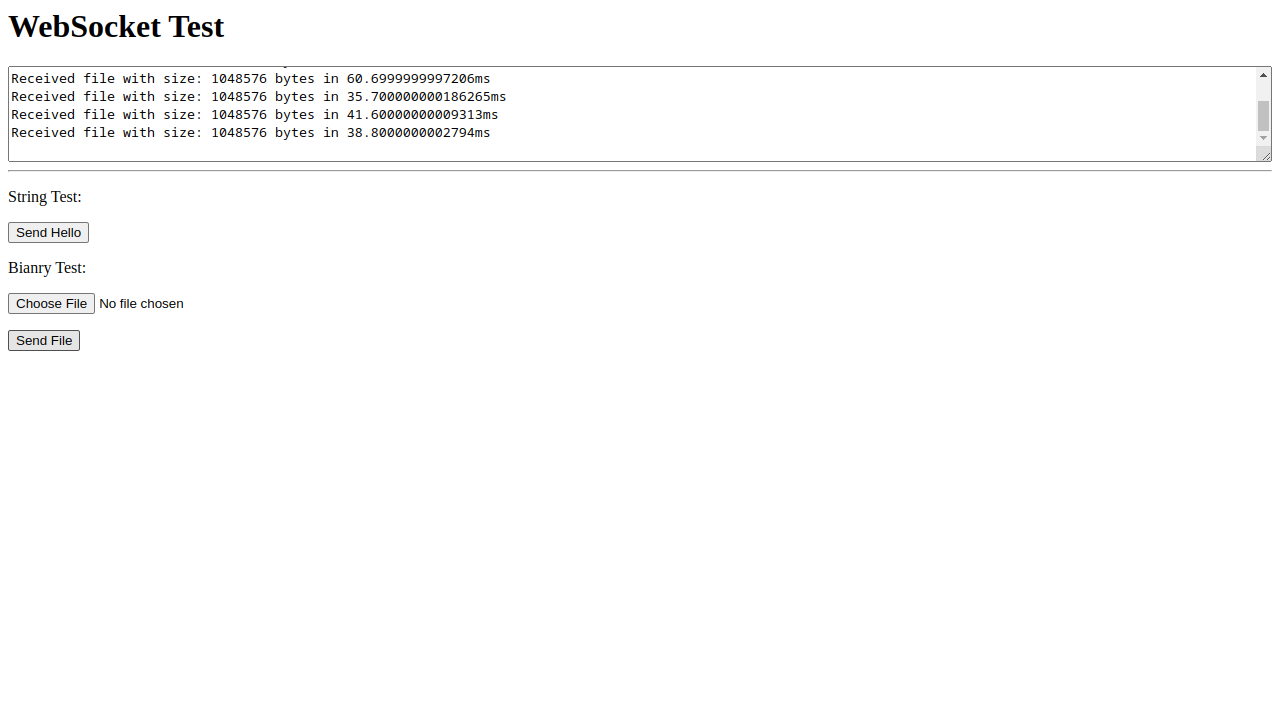 WebSocket Test
Received file with size: 1048576 bytes in 60.6999999997206ms
Received file with size: 1048576 bytes in 35.700000000186265ms
Received file with size: 1048576 bytes in 41.60000000009313ms
Received file with size: 1048576 bytes in 38.8000000002794ms
String Test:
Send Hello
Bianry Test:
Choose File No file chosen
Send File